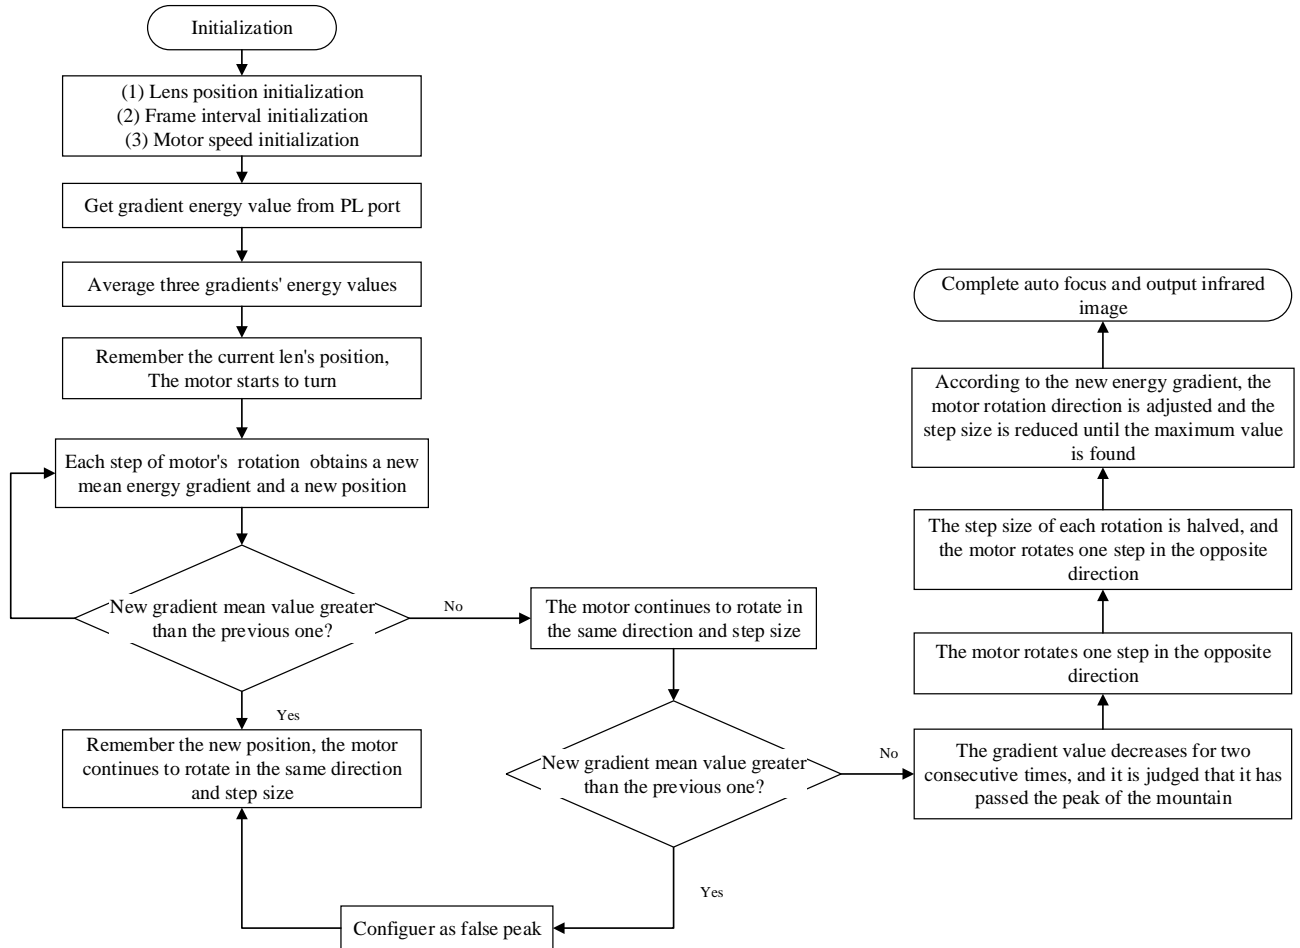 Initialization
(1) Lens position initialization
(2) Frame interval initialization
(3) Motor speed initialization
Get gradient energy value from PL port
Average three gradients' energy values
Remember the current len's position,
The motor starts to turn
Each step of motor's rotation obtains a new
mean energy gradient and a new position
New gradient mean value greater
than the previous one?
No
Yes
Remember the new position, the motor
continues to rotate in the same direction
and step size
The motor continues to rotate in
the same direction and step size
New gradient mean value greater
than the previous one?
No
Yes
Configuer as false peak
The gradient value decreases for two
consecutive times, and it is judged that it has
passed the peak of the mountain
The motor rotates one step in the opposite
direction
The step size of each rotation is halved, and
the motor rotates one step in the opposite
direction
According to the new energy gradient, the
motor rotation direction is adjusted and the
step size is reduced until the maximum value
is found
Complete auto focus and output infrared
image